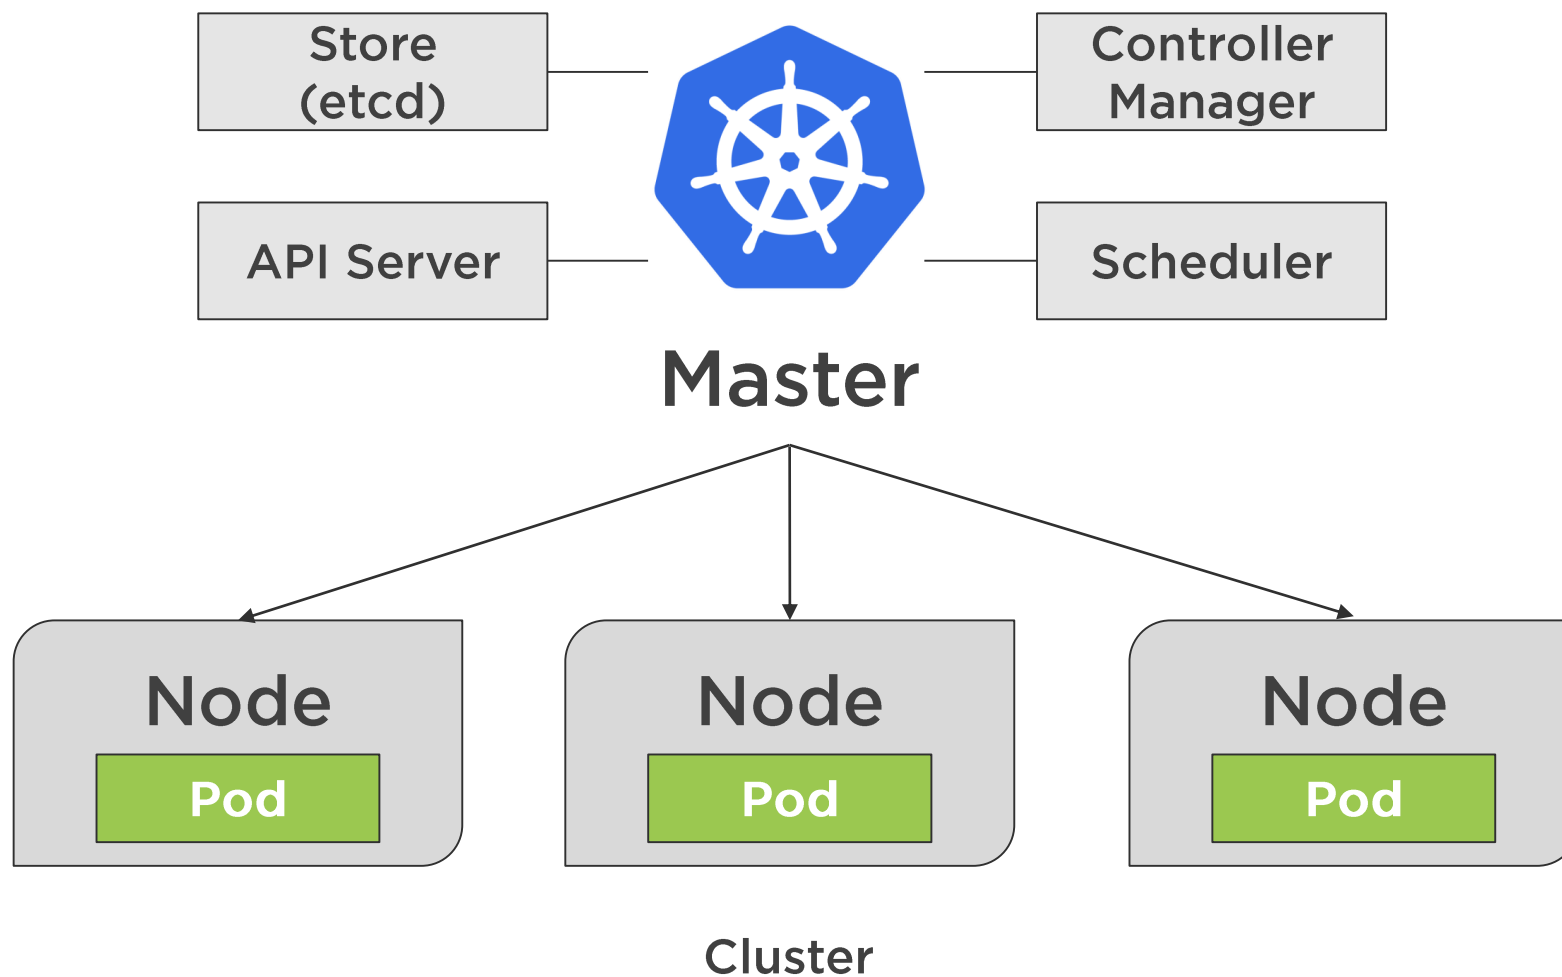 Store
(etcd)
Controller
Manager
API Server
Scheduler
Master
Node
Pod
Node
Pod
Node
Pod
Cluster